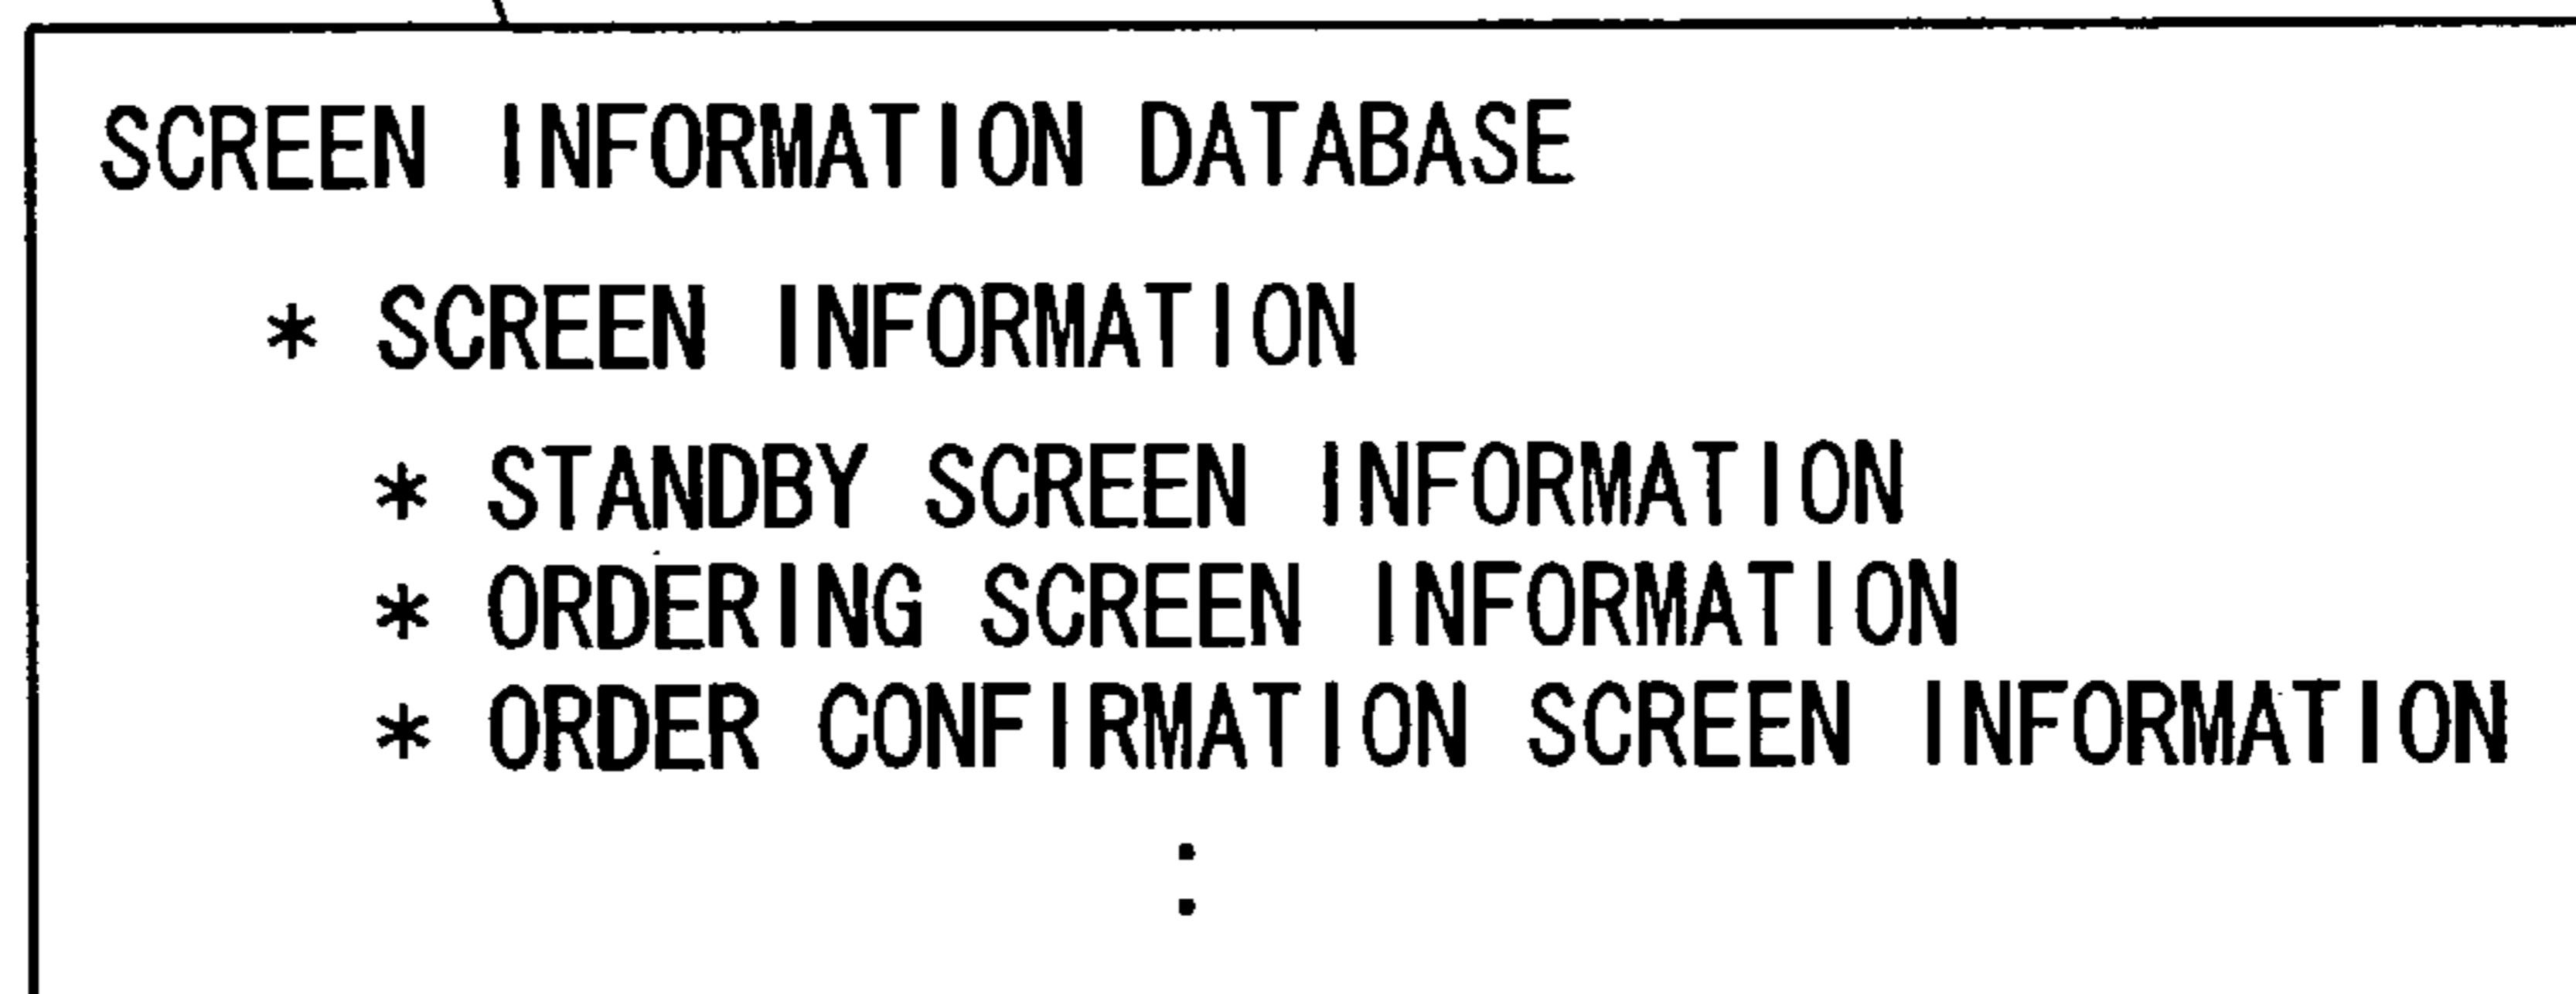 SCREEN INFORMATION DATABASE
* SCREEN INFORMATION
* STANDBY SCREEN INFORMATION
* ORDERING SCREEN INFORMATION
* ORDER CONFIRMATION SCREEN INFORMATION
: